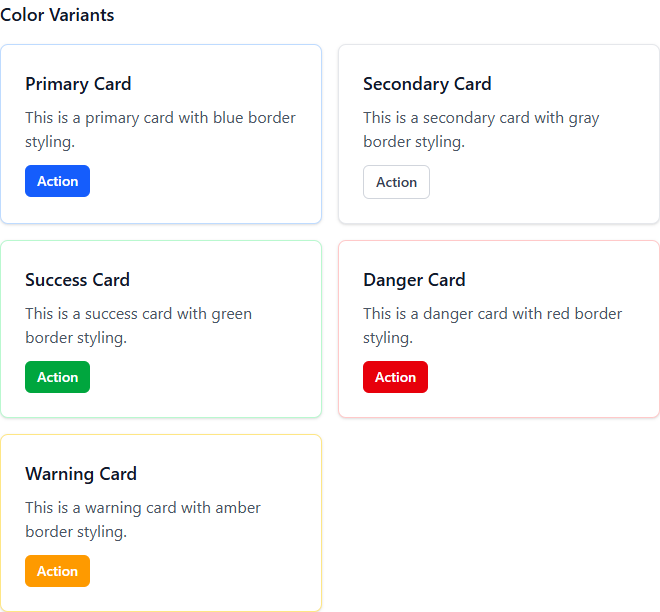 Color Variants
Primary Card
This is a primary card with blue border
styling.
Action
Secondary Card
This is a secondary card with gray
border styling.
Action
Success Card
This is a success card with green
border styling.
Action
Danger Card
This is a danger card with red border
styling.
Action
Warning Card
This is a warning card with amber
border styling.
Action